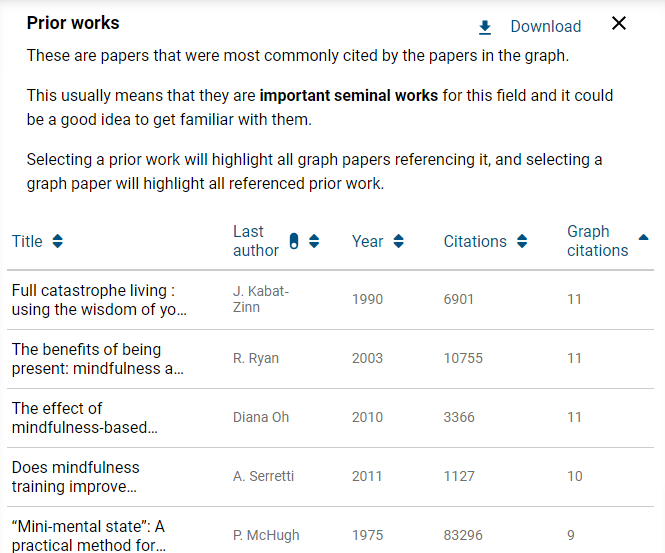 Prior works
Download
These are papers that were most commonly cited by the papers in the graph.
This usually means that they are important seminal works for this field and it could
be a good idea to get familiar with them.
Selecting a prior work will highlight all graph papers referencing it, and selecting a
graph paper will highlight all referenced prior work.
Title
Last
author
Year
Citations
Graph
citations
Full catastrophe living :
using the wisdom of yo...
J. Kabat-
Zinn
1990
6901
11
The benefits of being
present: mindfulness a...
R. Ryan
2003
10755
11
The effect of
mindfulness-based...
Diana Oh
2010
3366
11
Does mindfulness
training improve...
A. Serretti
2011
1127
10
“Mini-mental state”: A
practical method for...
P. McHugh
1975
83296
9